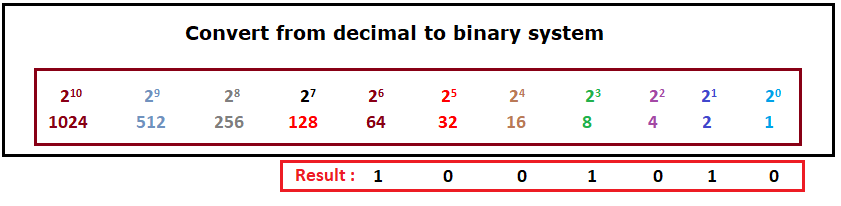 Convert from decimal to binary system
2¹⁰ 2⁹ 2⁸ 2⁷ 2⁶ 2⁵ 2⁴ 2³ 2² 2¹ 2⁰
1024 512 256 128 64 32 16 8 4 2 1
Result : 1 0 0 1 0 1 0